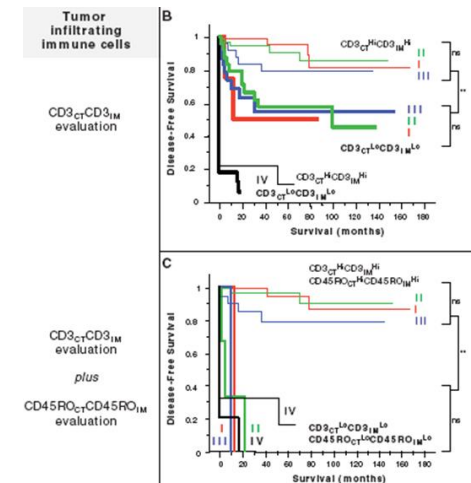 Tumor
infiltrating
immune cells
CD3CTCD3IM
evaluation
CD3CTCD3IM
evaluation
plus
CD45ROCTCD45ROIM
evaluation
B
Disease-Free Survival
1
0.8
0.6
0.4
0.2
0
CD3CTHiCD3IMHi
II
I
III
ns
**
ns
III
II
I
CD3CTLoCD3IMLo
IV
CD3CTHiCD3IMHi
CD3CTLoCD3IMLo
0 20 40 60 80 100 120 140 160 180
Survival (months)
C
Disease-Free Survival
1
0.8
0.6
0.4
0.2
0
CD3CTHiCD3IMHi
CD45ROCTHiCD45ROIMHi
II
I
III
ns
**
ns
IV
I II
III IV
CD3CTLoCD3IMLo
CD45ROCTLoCD45ROIMLo
0 20 40 60 80 100 120 140 160 180
Survival (months)